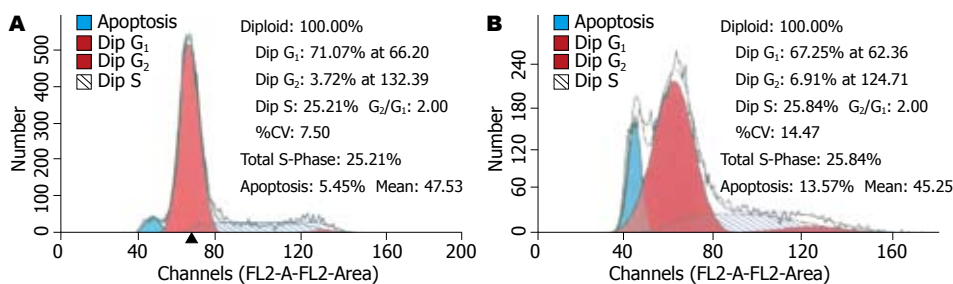 A
Apoptosis
Dip G₁
Dip G₂
Dip S
Diploid: 100.00%
Dip G₁: 71.07% at 66.20
Dip G₂: 3.72% at 132.39
Dip S: 25.21% G₂/G₁: 2.00
%CV: 7.50
Total S-Phase: 25.21%
Apoptosis: 5.45% Mean: 47.53
Number
500
400
300
200
100
0
0 40 60 80 120 160 200
Channels (FL2-A-FL2-Area)
B
Apoptosis
Dip G₁
Dip G₂
Dip S
Diploid: 100.00%
Dip G₁: 67.25% at 62.36
Dip G₂: 6.91% at 124.71
Dip S: 25.84% G₂/G₁: 2.00
%CV: 14.47
Total S-Phase: 25.84%
Apoptosis: 13.57% Mean: 45.25
Number
240
180
120
60
0
0 40 80 120 160
Channels (FL2-A-FL2-Area)